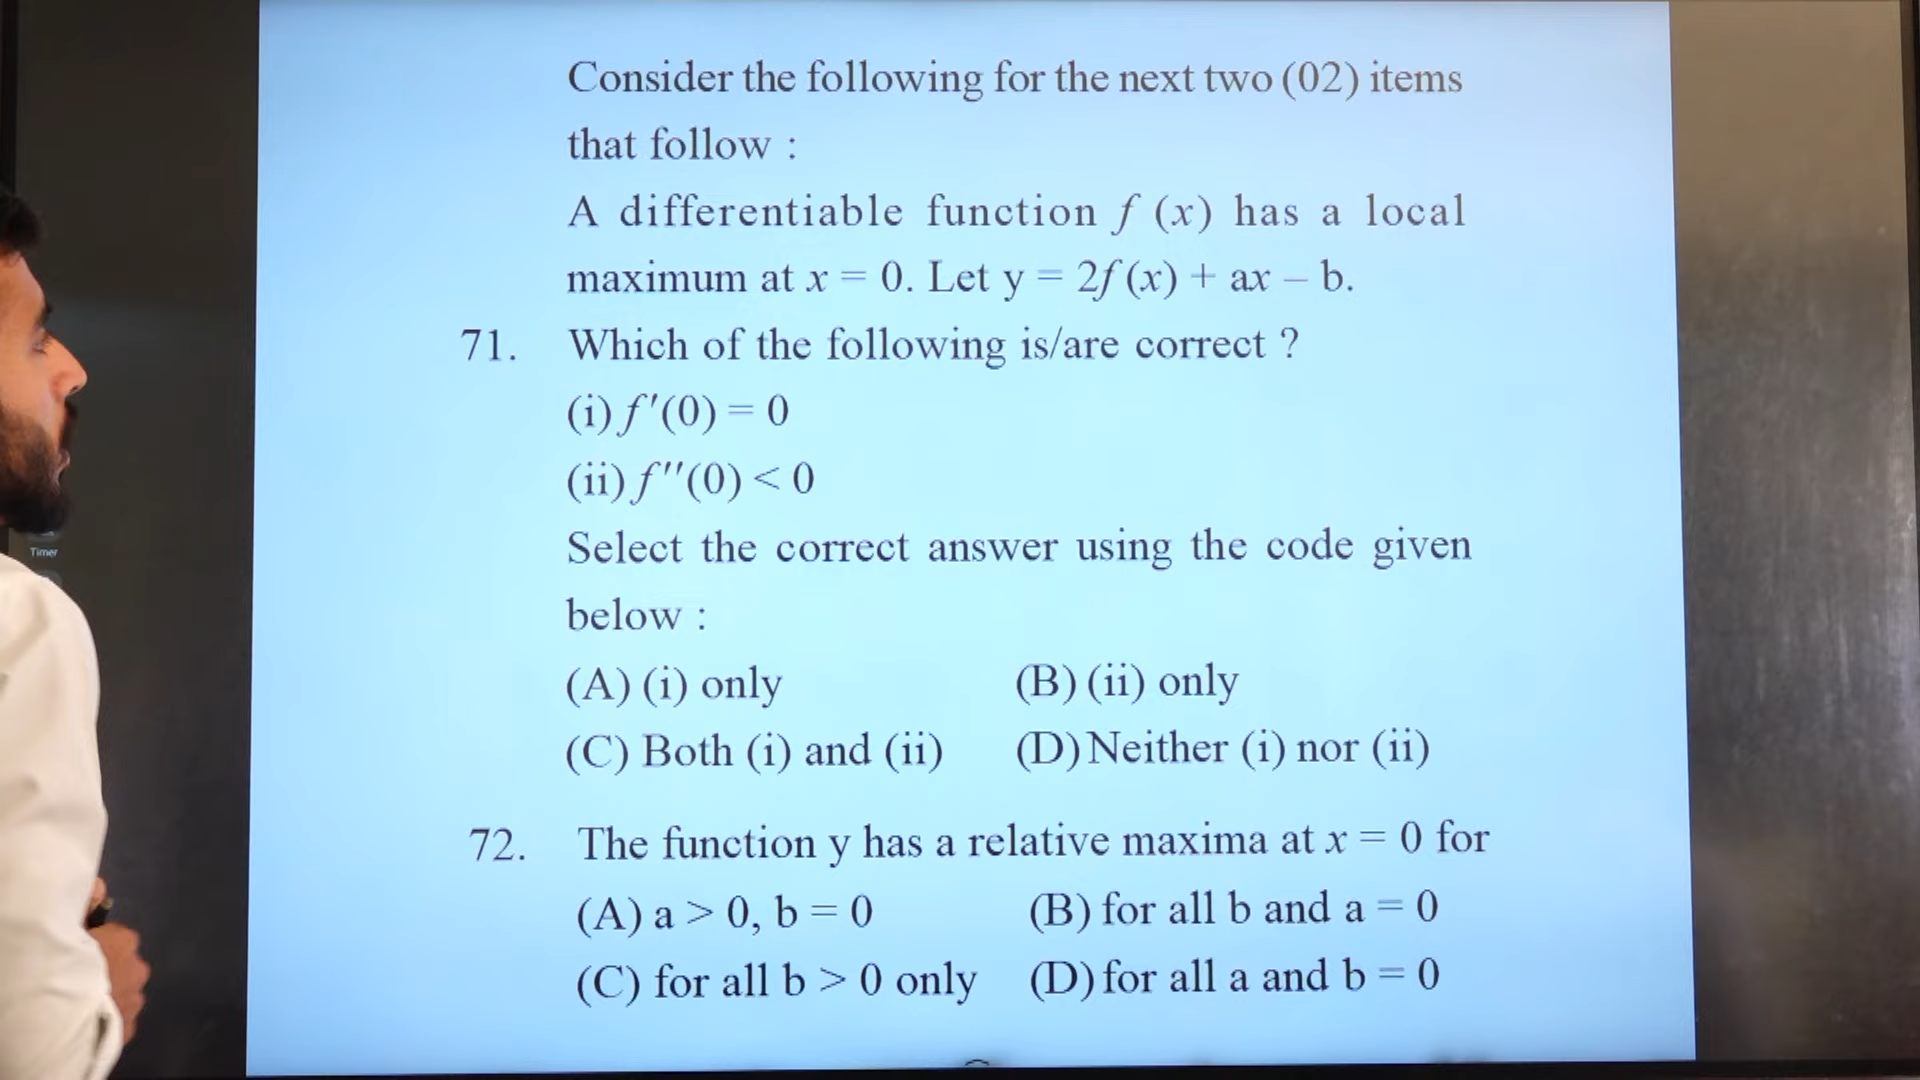 Consider the following for the next two (02) items
that follow :
A differentiable function f (x) has a local
maximum at x = 0. Let y = 2f (x) + ax – b.
71. Which of the following is/are correct ?
(i) f'(0) = 0
(ii) f''(0) < 0
Timer
Select the correct answer using the code given
below :
(A) (i) only (B) (ii) only
(C) Both (i) and (ii) (D) Neither (i) nor (ii)
72. The function y has a relative maxima at x = 0 for
(A) a > 0, b = 0 (B) for all b and a = 0
(C) for all b > 0 only (D) for all a and b = 0